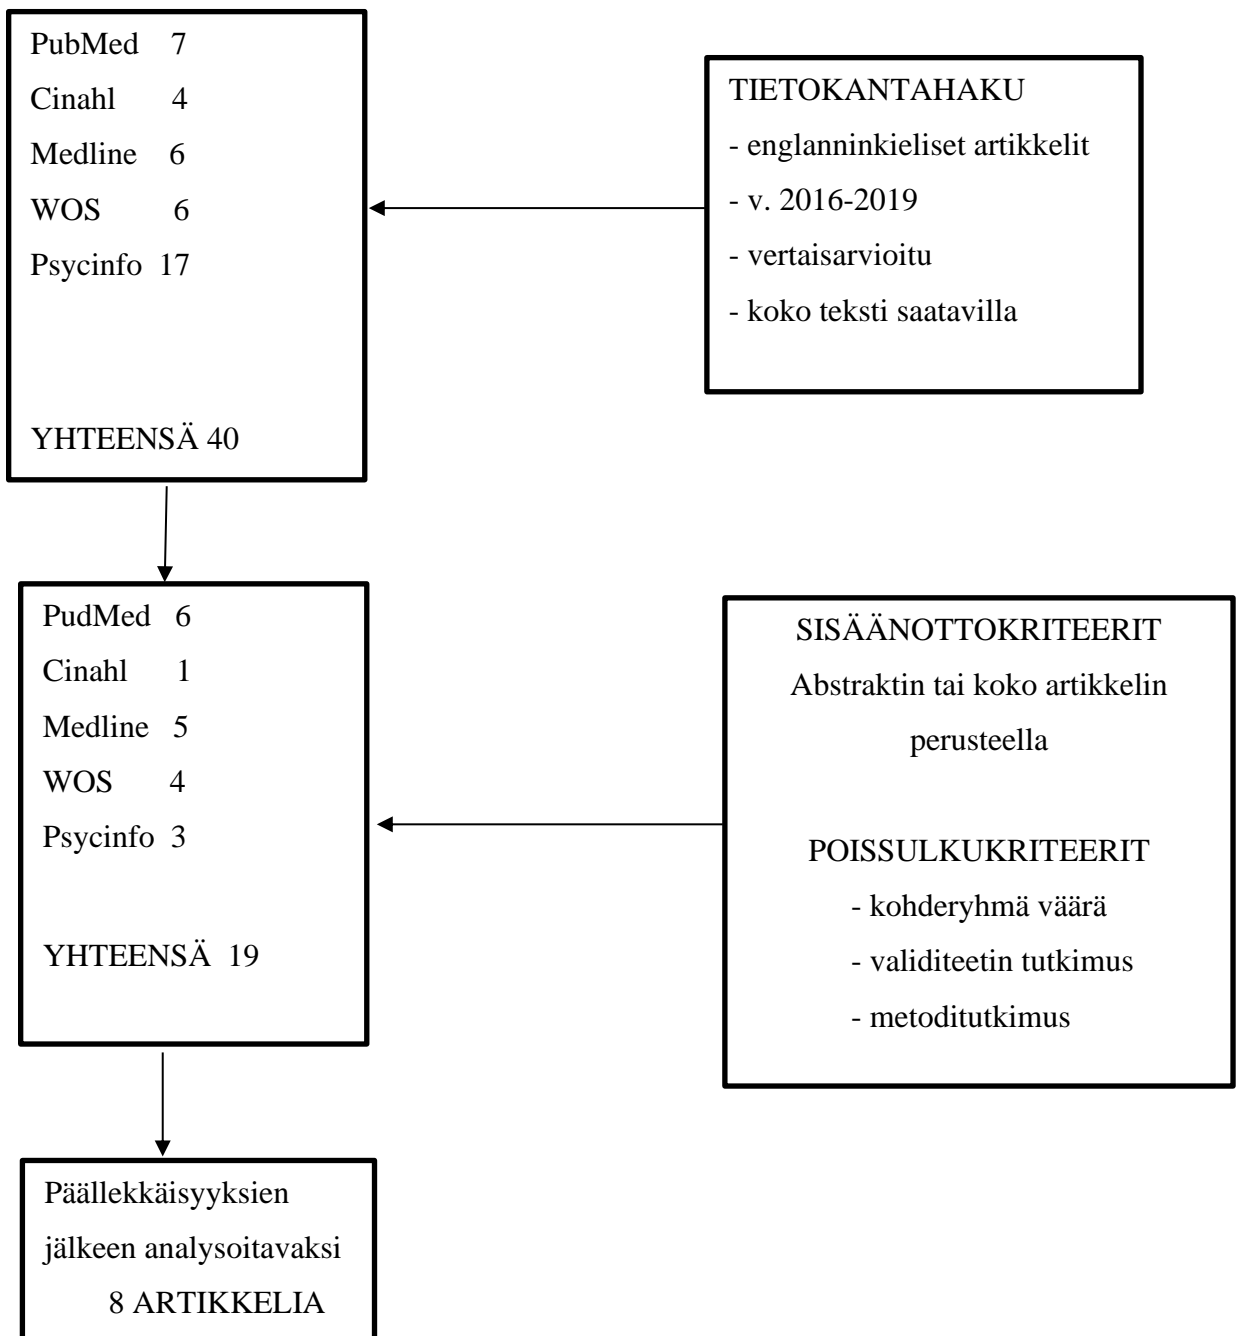 PubMed 7
Cinahl 4
Medline 6
WOS 6
Psycinfo 17
YHTEENSÄ 40
TIETOKANTAHAKU
- englanninkieliset artikkelit
- v. 2016-2019
- vertaisarvioitu
- koko teksti saatavilla
PudMed 6
Cinahl 1
Medline 5
WOS 4
Psycinfo 3
YHTEENSÄ 19
SISÄÄNOTTOKRITEERIT
Abstraktin tai koko artikkelin
perusteella
POISSULKUKRITEERIT
- kohderyhmä väärä
- validiteetin tutkimus
- metoditutkimus
Päällekkäisyyksien
jälkeen analysoitavaksi
8 ARTIKKELIA